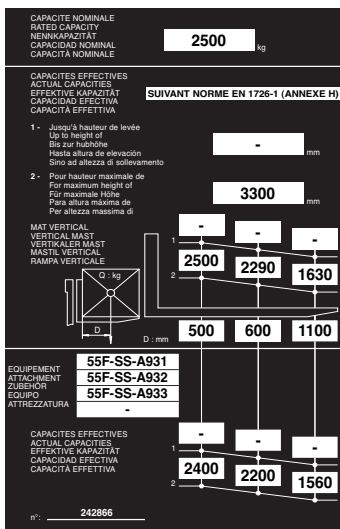 CAPACITE NOMINALE
RATED CAPACITY
NENNKAPAZITÄT
CAPACIDAD NOMINAL
CAPACITÀ NOMINALE
2500 kg
CAPACITES EFFECTIVES
ACTUAL CAPACITIES
EFFEKTIVE KAPAZITÄT
CAPACIDAD EFECTIVA
CAPACITÀ EFFETTIVA
SUIVANT NORME EN 1726-1 (ANNEXE H)
1 - Jusqu'à hauteur de levée
Up to height of
Bis zur hubhöhe
Hasta altura de elevación
Sino ad altezza di sollevamento
- mm
2 - Pour hauteur maximale de
For maximum height of
Für maximale Höhe
Para altura máxima de
Per altezza massima di
3300 mm
MAT VERTICAL
VERTICAL MAST
VERTIKALER MAST
MASTIL VERTICAL
RAMPA VERTICALE
1 - - -
2 2500 2290 1630
Q : kg
D
D : mm 500 600 1100
EQUIPEMENT
ATTACHMENT
ZUBEHÖR
EQUIPO
ATTREZZATURA
55F-SS-A931
55F-SS-A932
55F-SS-A933
-
CAPACITES EFFECTIVES
ACTUAL CAPACITIES
EFFEKTIVE KAPAZITÄT
CAPACIDAD EFECTIVA
CAPACITÀ EFFETTIVA
1 - - -
2 2400 2200 1560
n°: 242866